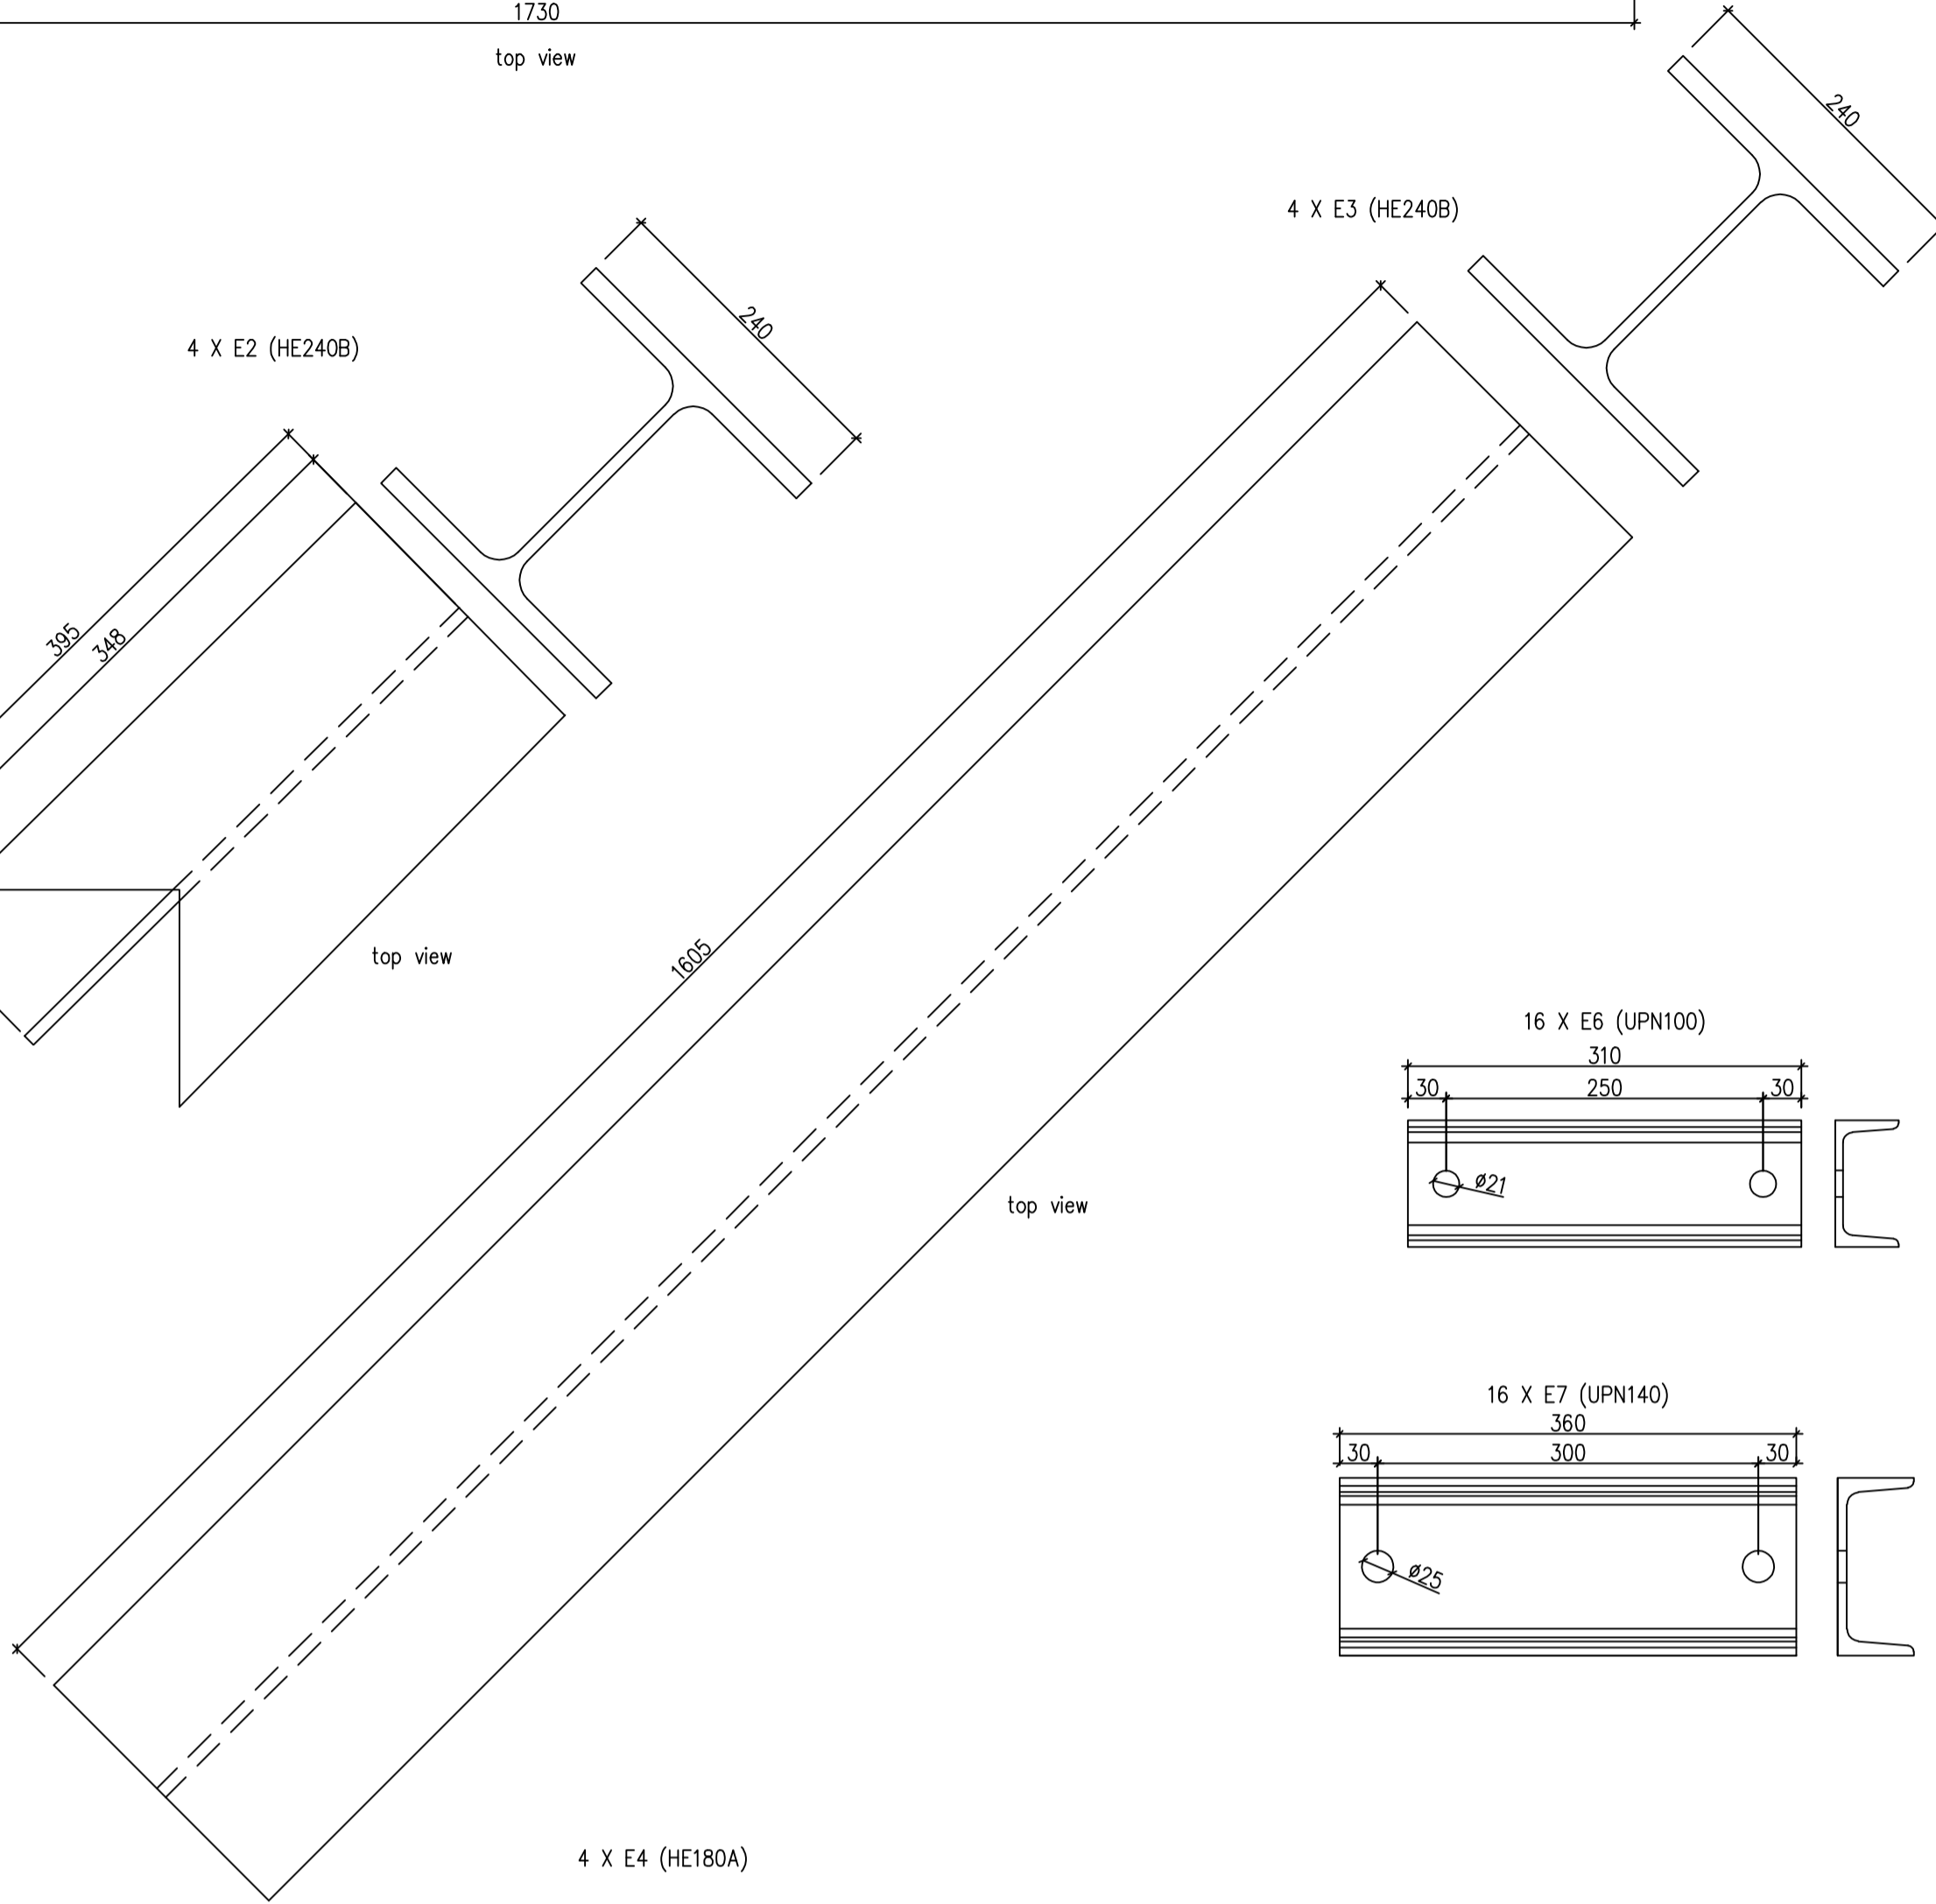 1730
top view
240
4 X E3 (HE240B)
240
4 X E2 (HE240B)
395
348
top view
1605
16 X E6 (UPN100)
310
30 250 30
ø21
top view
16 X E7 (UPN140)
360
30 300 30
ø25
4 X E4 (HE180A)